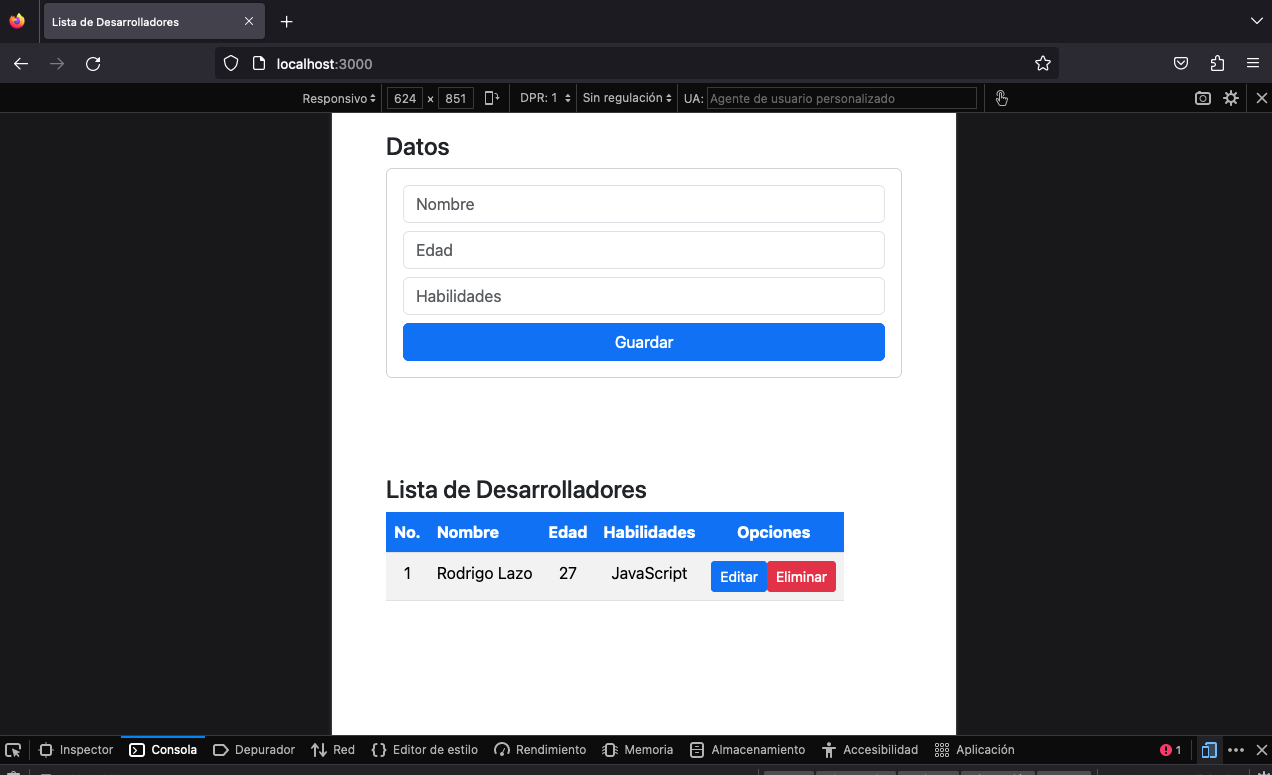 Lista de Desarrolladores
localhost:3000
Responsivo 624 × 851 DPR: 1 Sin regulación UA: Agente de usuario personalizado
Datos
Nombre
Edad
Habilidades
Guardar
Lista de Desarrolladores
No. Nombre Edad Habilidades Opciones
1 Rodrigo Lazo 27 JavaScript Editar Eliminar
Inspector Consola Depurador Red Editor de estilo Rendimiento Memoria Almacenamiento Accesibilidad Aplicación 1